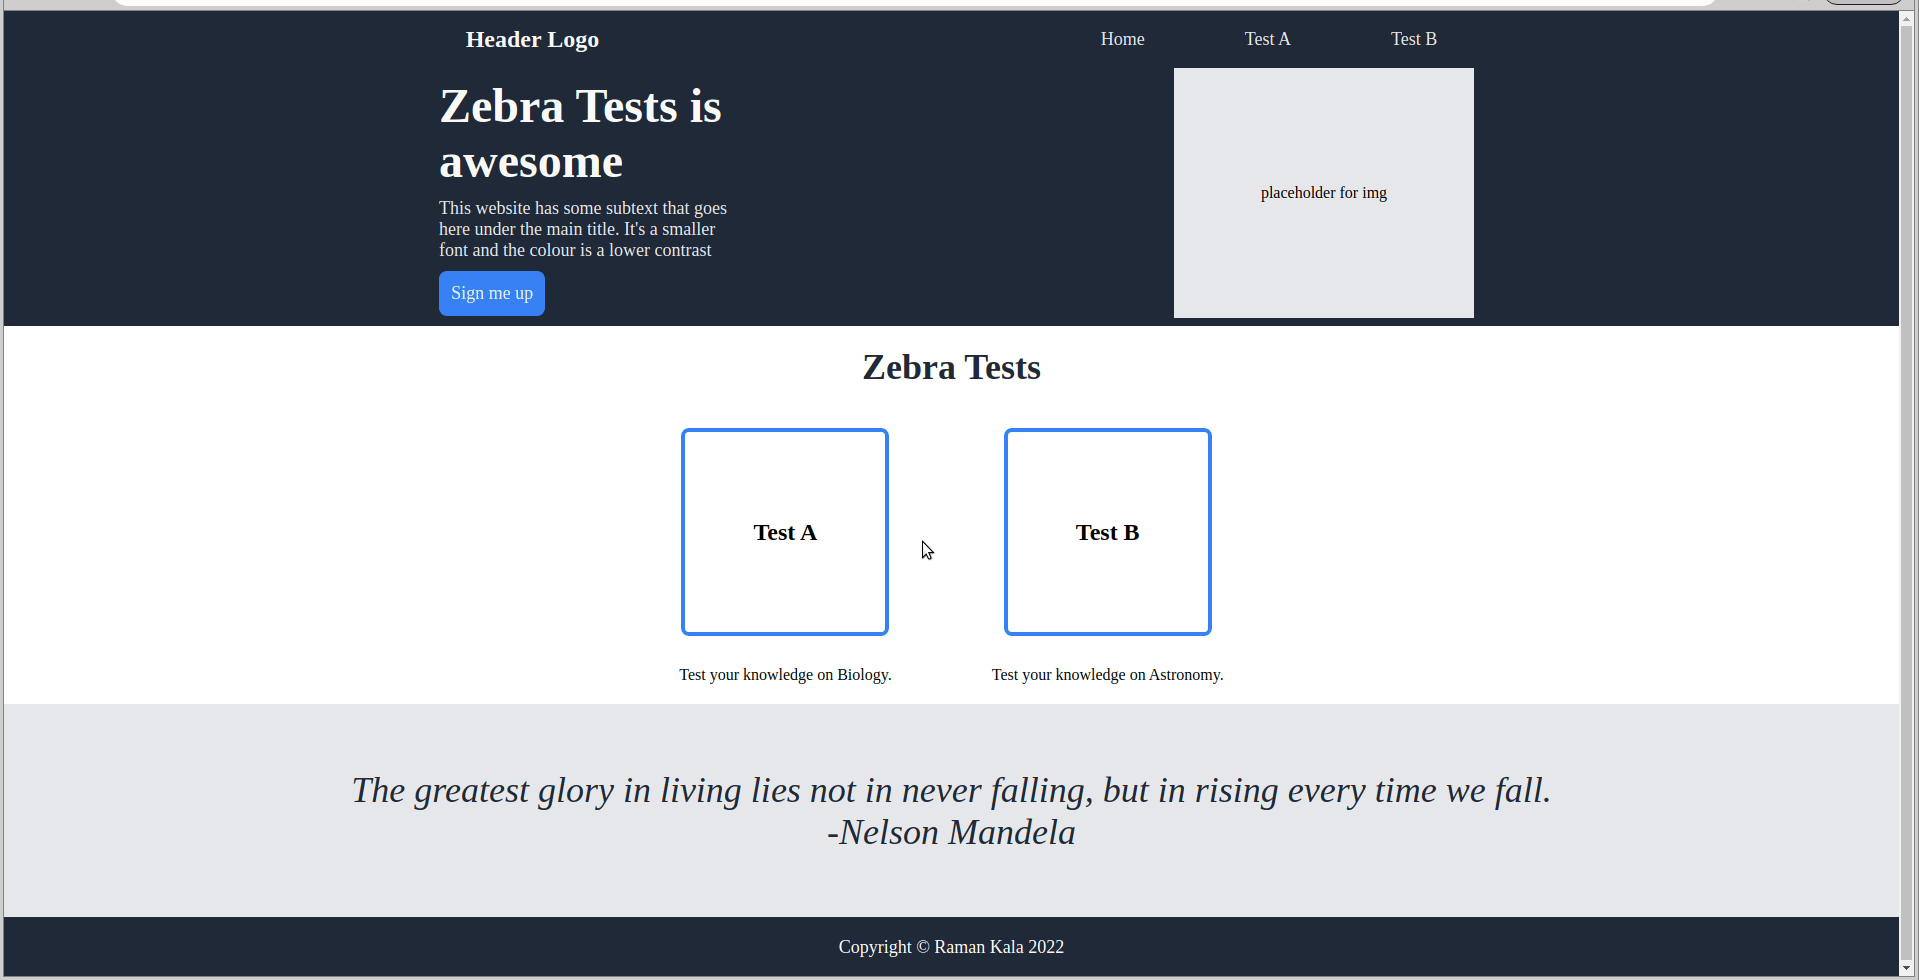 Header Logo
Home
Test A
Test B
Zebra Tests is
awesome
This website has some subtext that goes
here under the main title. It's a smaller
font and the colour is a lower contrast
Sign me up
placeholder for img
Zebra Tests
Test A
Test B
Test your knowledge on Biology.
Test your knowledge on Astronomy.
The greatest glory in living lies not in never falling, but in rising every time we fall.
-Nelson Mandela
Copyright © Raman Kala 2022